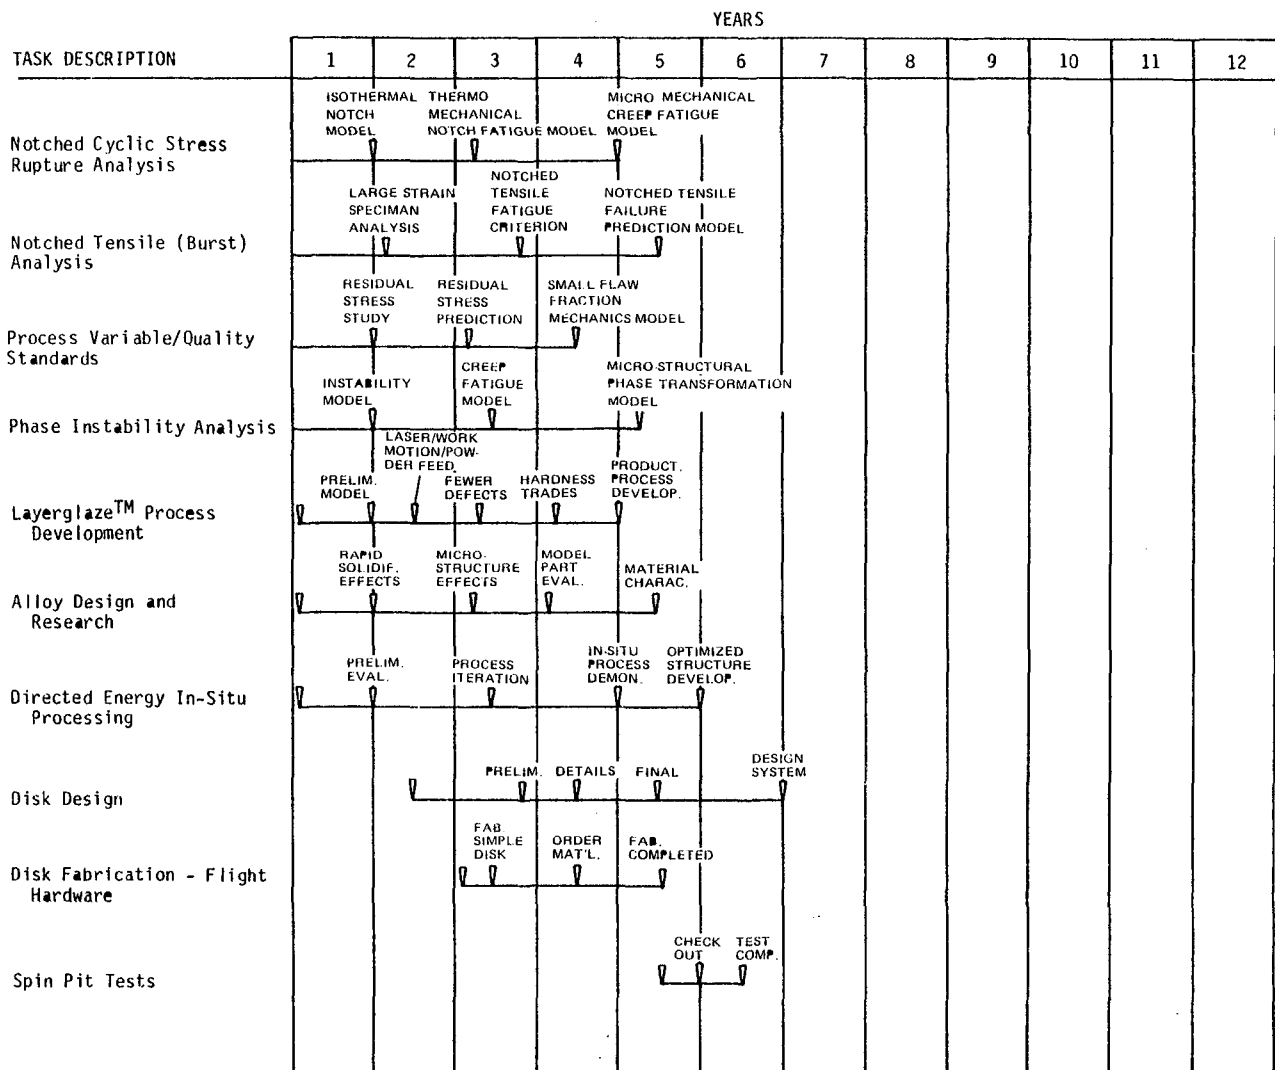 YEARS
TASK DESCRIPTION 1 2 3 4 5 6 7 8 9 10 11 12
ISOTHERMAL THERMO MICRO MECHANICAL
NOTCH MECHANICAL CREEP FATIGUE
MODEL NOTCH FATIGUE MODEL MODEL
Notched Cyclic Stress
Rupture Analysis
NOTCHED
LARGE STRAIN TENSILE NOTCHED TENSILE
SPECIMAN FATIGUE FAILURE
ANALYSIS CRITERION PREDICTION MODEL
Notched Tensile (Burst)
Analysis
RESIDUAL RESIDUAL SMALL FLAW
STRESS STRESS FRACTION
STUDY PREDICTION MECHANICS MODEL
Process Variable/Quality
Standards
CREEP MICRO-STRUCTURAL
INSTABILITY FATIGUE PHASE TRANSFORMATION
MODEL MODEL MODEL
Phase Instability Analysis
LASER/WORK
MOTION/POW-
DER FEED.
PRELIM. FEWER HARDNESS PRODUCT.
MODEL DEFECTS TRADES PROCESS
DEVELOP.
Layerglaze™ Process
Development
RAPID MICRO- MODEL
SOLIDIF. STRUCTURE PART MATERIAL
EFFECTS EFFECTS EVAL. CHARAC.
Alloy Design and
Research
PRELIM. PROCESS IN-SITU OPTIMIZED
EVAL. ITERATION PROCESS STRUCTURE
DEMON. DEVELOP.
Directed Energy In-Situ
Processing
PRELIM. DETAILS FINAL DESIGN
SYSTEM
Disk Design
FAB.
SIMPLE ORDER FAB.
DISK MAT'L. COMPLETED
Disk Fabrication - Flight
Hardware
CHECK TEST
OUT COMP.
Spin Pit Tests